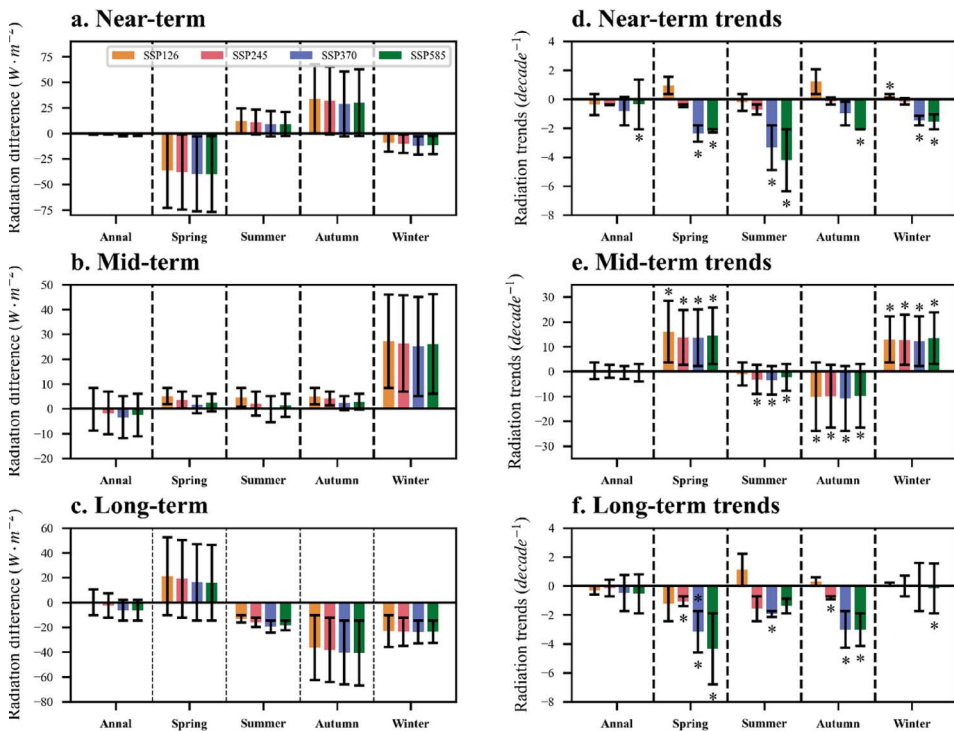 a. Near-term
Radiation difference (W·m⁻²)
75
50
25
0
−25
−50
−75
SSP126
SSP245
SSP370
SSP585
Annal
Spring
Summer
Autumn
Winter
d. Near-term trends
Radiation trends (decade⁻¹)
4
2
0
−2
−4
−6
−8
*
*
*
*
*
*
*
*
*
Annal
Spring
Summer
Autumn
Winter
b. Mid-term
Radiation difference (W·m⁻²)
50
40
30
20
10
0
−10
−20
Annal
Spring
Summer
Autumn
Winter
e. Mid-term trends
Radiation trends (decade⁻¹)
30
20
10
0
−10
−20
−30
* * * *
* * *
* * * *
* * * *
Annal
Spring
Summer
Autumn
Winter
c. Long-term
Radiation difference (W·m⁻²)
60
40
20
0
−20
−40
−60
−80
Annal
Spring
Summer
Autumn
Winter
f. Long-term trends
Radiation trends (decade⁻¹)
4
2
0
−2
−4
−6
−8
*
*
*
*
*
*
*
*
Annal
Spring
Summer
Autumn
Winter